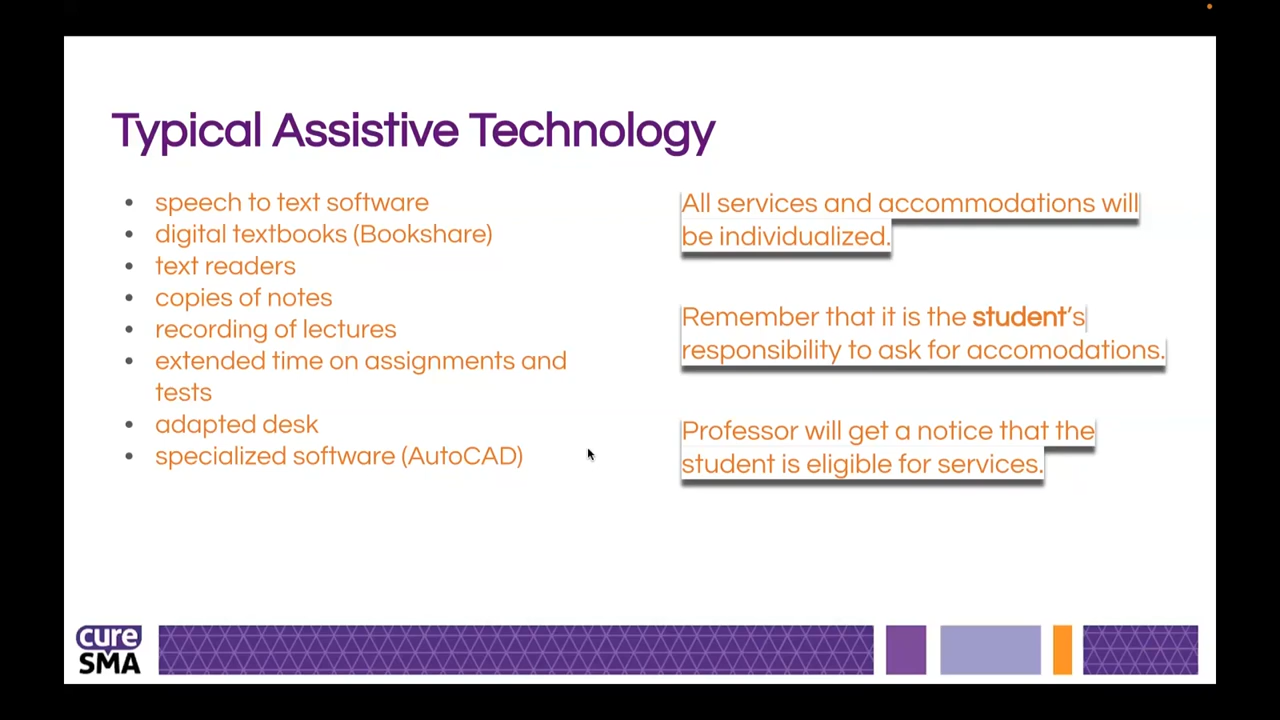 Typical Assistive Technology
• speech to text software
• digital textbooks (Bookshare)
• text readers
• copies of notes
• recording of lectures
• extended time on assignments and
tests
• adapted desk
• specialized software (AutoCAD)
All services and accommodations will
be individualized.
Remember that it is the student's
responsibility to ask for accomodations.
Professor will get a notice that the
student is eligible for services.
cure
SMA